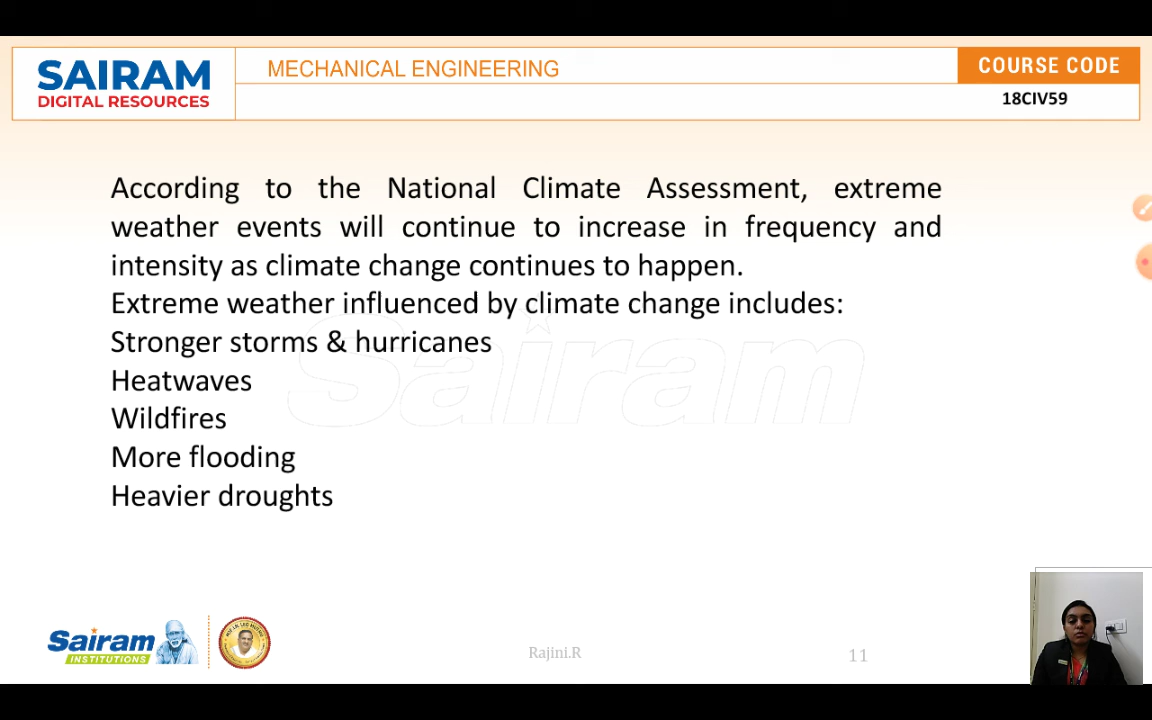 SAIRAM
DIGITAL RESOURCES
MECHANICAL ENGINEERING
COURSE CODE
18CIV59
According to the National Climate Assessment, extreme
weather events will continue to increase in frequency and
intensity as climate change continues to happen.
Extreme weather influenced by climate change includes:
Stronger storms & hurricanes
Heatwaves
Wildfires
More flooding
Heavier droughts
Sairam
Sairam
INSTITUTIONS
Rajini.R
11